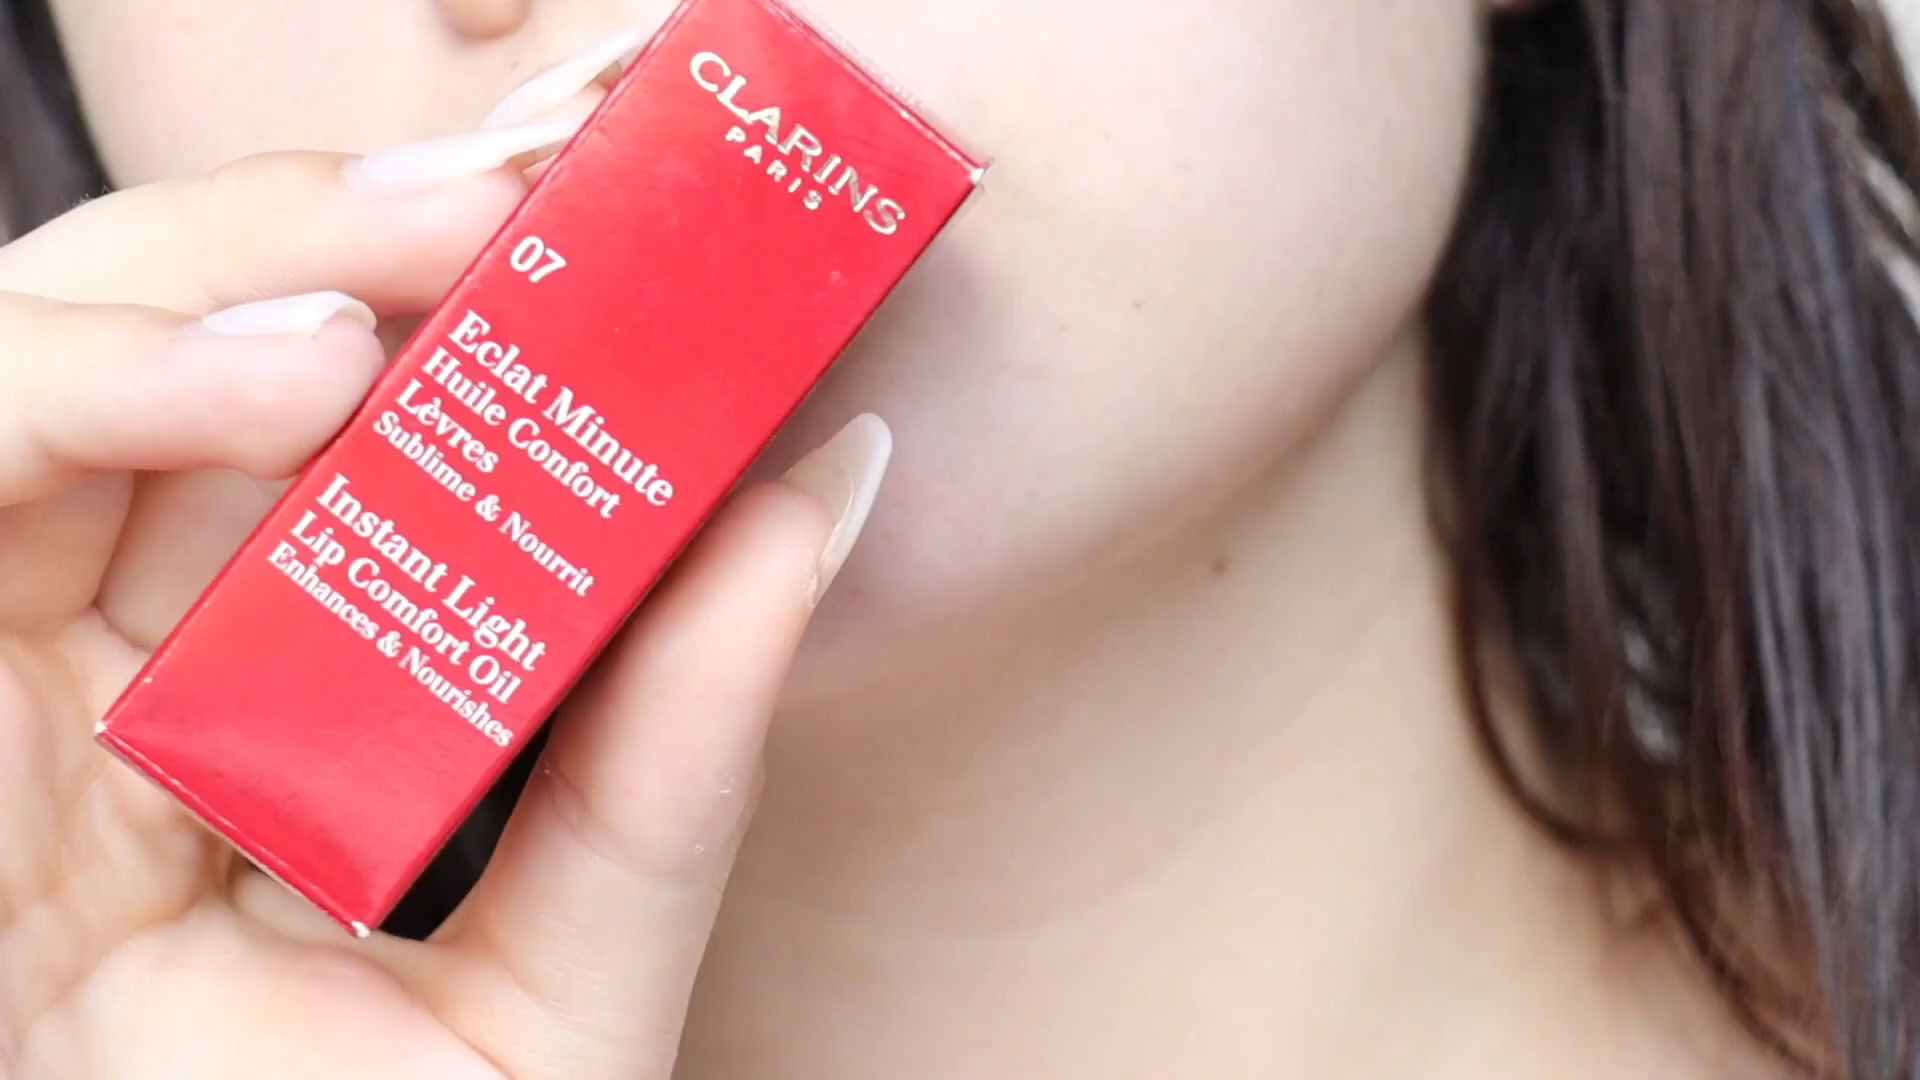 CLARINS
PARIS
07
Eclat Minute
Huile Confort
Lèvres
Sublime & Nourrit
Instant Light
Lip Comfort Oil
Enhances & Nourishes